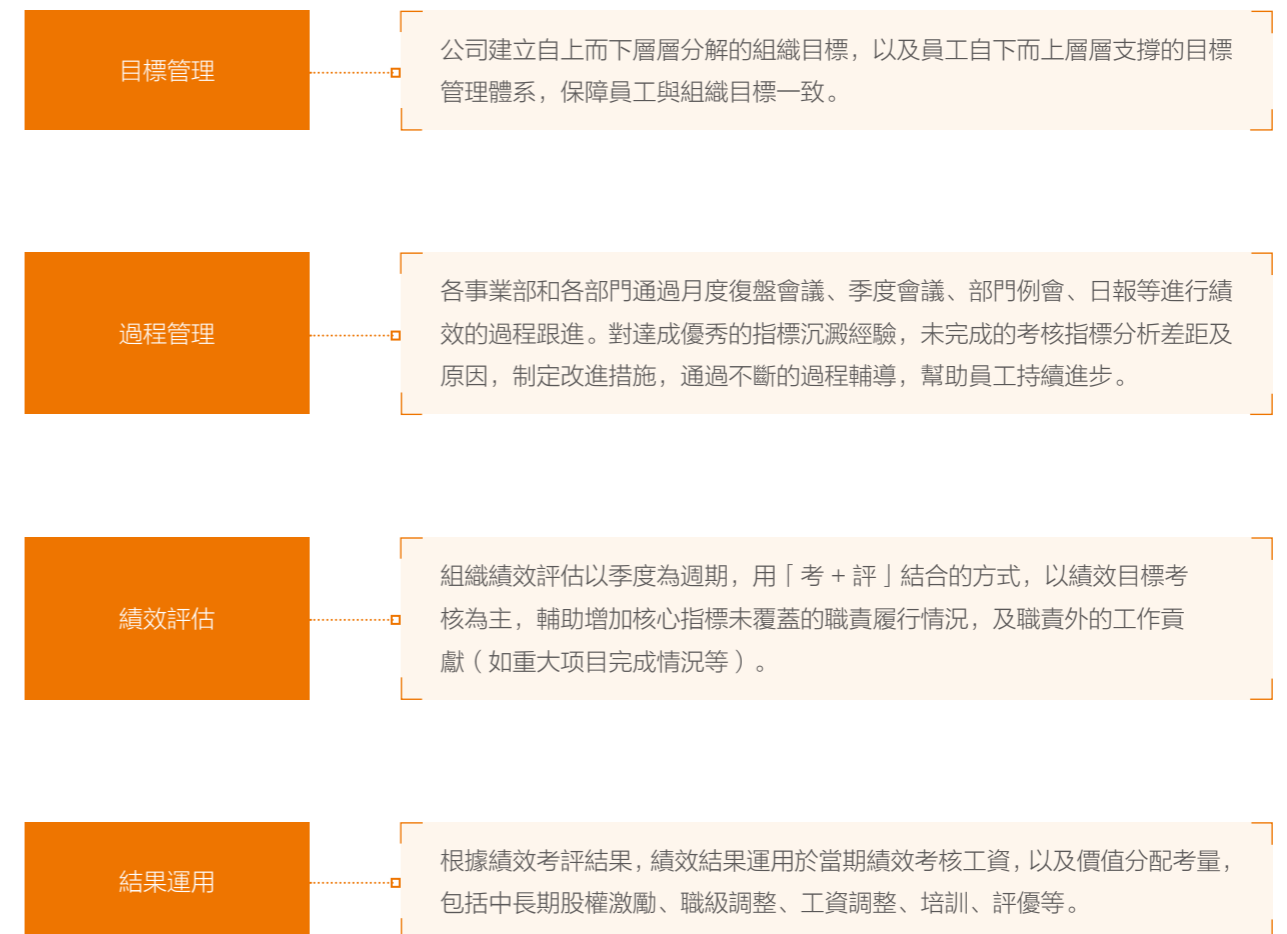 目標管理
公司建立自上而下層層分解的組織目標，以及員工自下而上層層支撐的目標
管理體系，保障員工與組織目標一致。
過程管理
各事業部和各部門通過月度復盤會議、季度會議、部門例會、日報等進行績
效的過程跟進。對達成優秀的指標沉澱經驗，未完成的考核指標分析差距及
原因，制定改進措施，通過不斷的過程輔導，幫助員工持續進步。
績效評估
組織績效評估以季度為週期，用「考 + 評」結合的方式，以績效目標考
核為主，輔助增加核心指標未覆蓋的職責履行情況，及職責外的工作貢
獻（如重大项目完成情況等）。
結果運用
根據績效考評結果，績效結果運用於當期績效考核工資，以及價值分配考量，
包括中長期股權激勵、職級調整、工資調整、培訓、評優等。